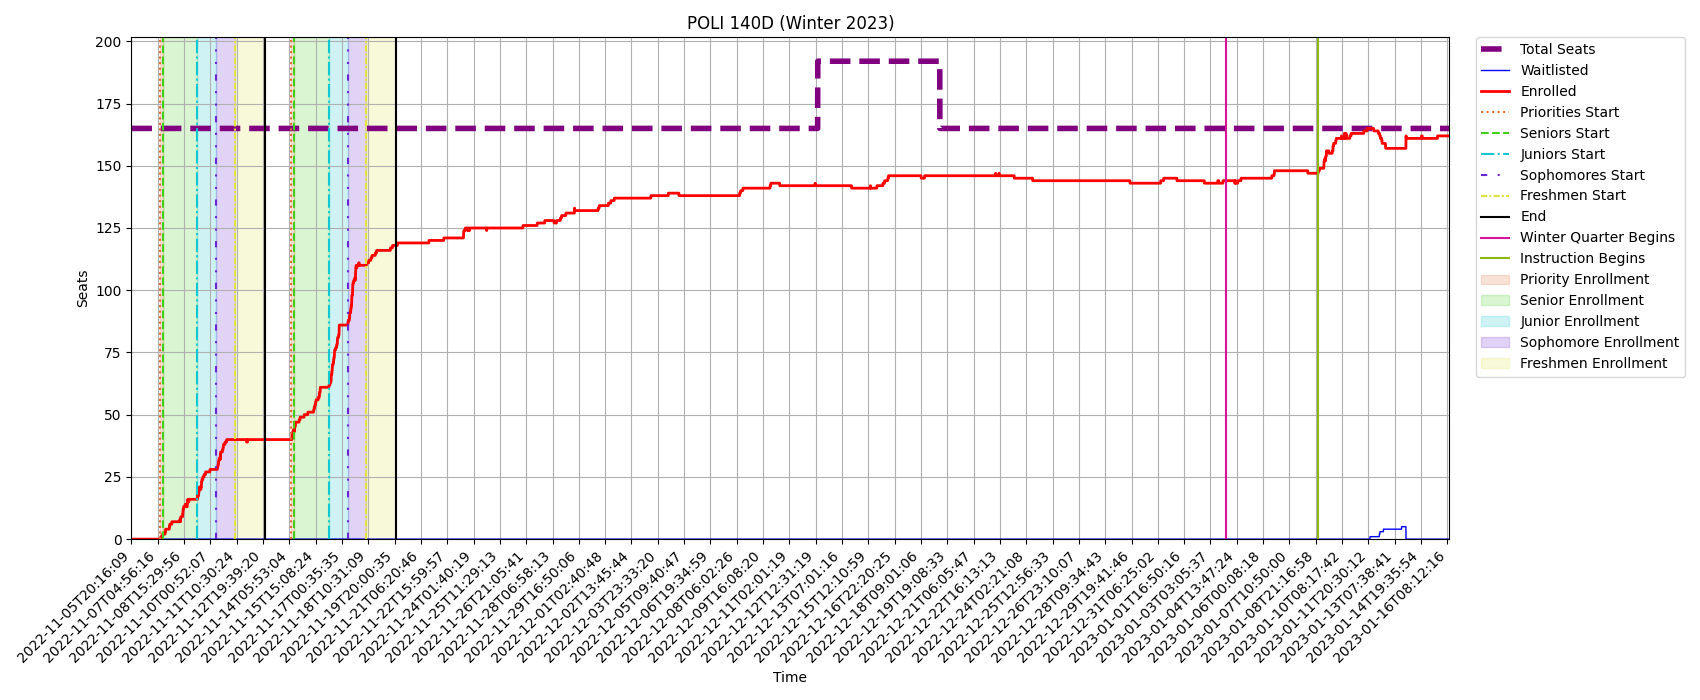 POLI 140D (Winter 2023)
200
175
150
125
100
75
50
25
0
Seats
2022-11-05T20:16:09
2022-11-07T04:56:16
2022-11-08T15:29:56
2022-11-10T00:52:07
2022-11-11T10:30:24
2022-11-12T19:39:20
2022-11-14T05:53:04
2022-11-15T15:08:24
2022-11-17T00:35:35
2022-11-18T10:31:09
2022-11-19T20:00:35
2022-11-21T06:20:46
2022-11-22T15:59:57
2022-11-24T01:40:19
2022-11-25T11:29:13
2022-11-26T21:05:41
2022-11-28T06:58:13
2022-11-29T16:50:06
2022-12-01T02:40:48
2022-12-02T13:45:44
2022-12-03T23:33:20
2022-12-05T09:40:47
2022-12-06T19:34:59
2022-12-08T06:02:26
2022-12-09T16:08:20
2022-12-11T02:01:19
2022-12-12T12:31:19
2022-12-13T07:01:16
2022-12-15T12:10:59
2022-12-16T22:20:25
2022-12-18T09:01:06
2022-12-19T19:08:33
2022-12-21T06:05:47
2022-12-22T16:13:13
2022-12-24T02:21:08
2022-12-25T12:56:33
2022-12-26T23:10:07
2022-12-28T09:34:43
2022-12-29T19:41:46
2022-12-31T06:25:02
2023-01-01T16:50:16
2023-01-03T03:05:37
2023-01-04T13:47:24
2023-01-06T00:08:18
2023-01-07T10:50:00
2023-01-08T21:16:58
2023-01-10T08:17:42
2023-01-11T20:30:12
2023-01-13T07:38:41
2023-01-14T19:35:54
2023-01-16T08:12:16
Time
Total Seats
Waitlisted
Enrolled
Priorities Start
Seniors Start
Juniors Start
Sophomores Start
Freshmen Start
End
Winter Quarter Begins
Instruction Begins
Priority Enrollment
Senior Enrollment
Junior Enrollment
Sophomore Enrollment
Freshmen Enrollment